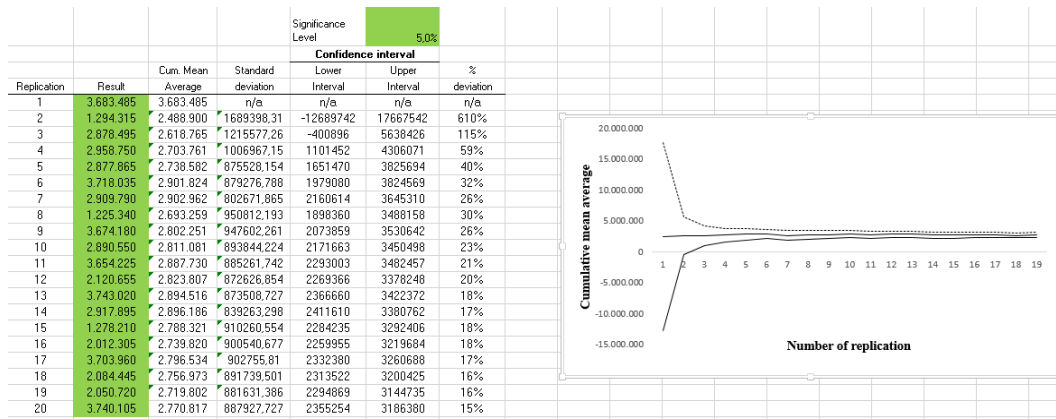 Significance
Level 5,0%
Confidence interval
Cum. Mean Standard Lower Upper %
Replication Result Average deviation Interval Interval deviation
1 3.683.485 3.683.485 n/a n/a n/a n/a
2 1.294.315 2.488.900 1689398,31 -12689742 17667542 610%
3 2.878.495 2.618.765 1215577,26 -400896 5638426 115%
4 2.958.750 2.703.761 1006967,15 1101452 4306071 59%
5 2.877.865 2.738.582 875528,154 1651470 3825694 40%
6 3.718.035 2.901.824 879276,788 1979080 3824569 32%
7 2.909.790 2.902.962 802671,865 2160614 3645310 26%
8 1.225.340 2.693.259 950812,193 1898360 3488158 30%
9 3.674.180 2.802.251 947602,261 2073859 3530642 26%
10 2.890.550 2.811.081 893844,224 2171663 3450498 23%
11 3.654.225 2.887.730 885261,742 2293003 3482457 21%
12 2.120.655 2.823.807 872626,854 2269366 3378248 20%
13 3.743.020 2.894.516 873508,727 2366660 3422372 18%
14 2.917.895 2.896.186 839263,298 2411610 3380762 17%
15 1.278.210 2.788.321 910260,554 2284235 3292406 18%
16 2.012.305 2.739.820 900540,677 2259955 3219684 18%
17 3.703.960 2.796.534 902755,81 2332380 3260688 17%
18 2.084.445 2.756.973 891739,501 2313522 3200425 16%
19 2.050.720 2.719.802 881631,386 2294869 3144735 16%
20 3.740.105 2.770.817 887927,727 2355254 3186380 15%
20.000.000
15.000.000
10.000.000
5.000.000
0
-5.000.000
-10.000.000
-15.000.000
Cumulative mean average
1 2 3 4 5 6 7 8 9 10 11 12 13 14 15 16 17 18 19
Number of replication